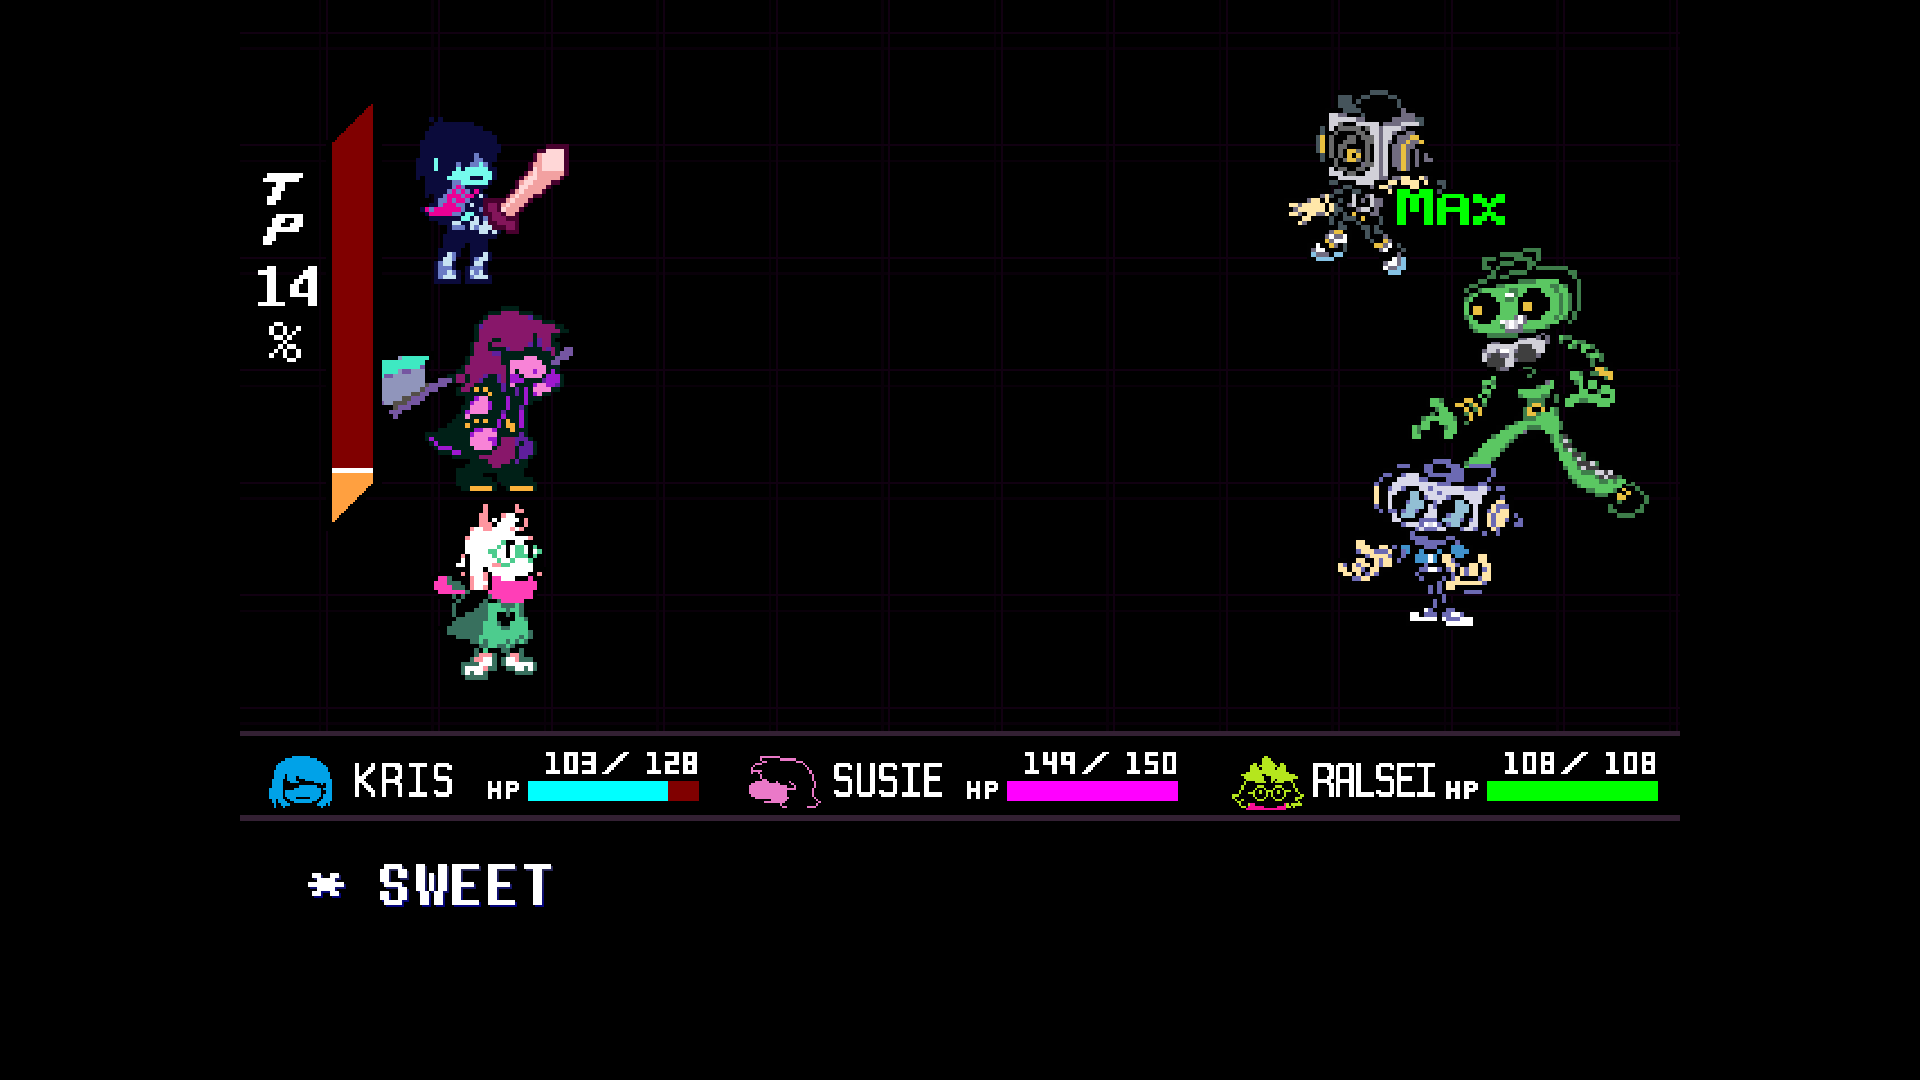 TP
14
%
MAX
KRIS HP 103/ 128
SUSIE HP 149/ 150
RALSEI HP 108/ 108
* SWEET